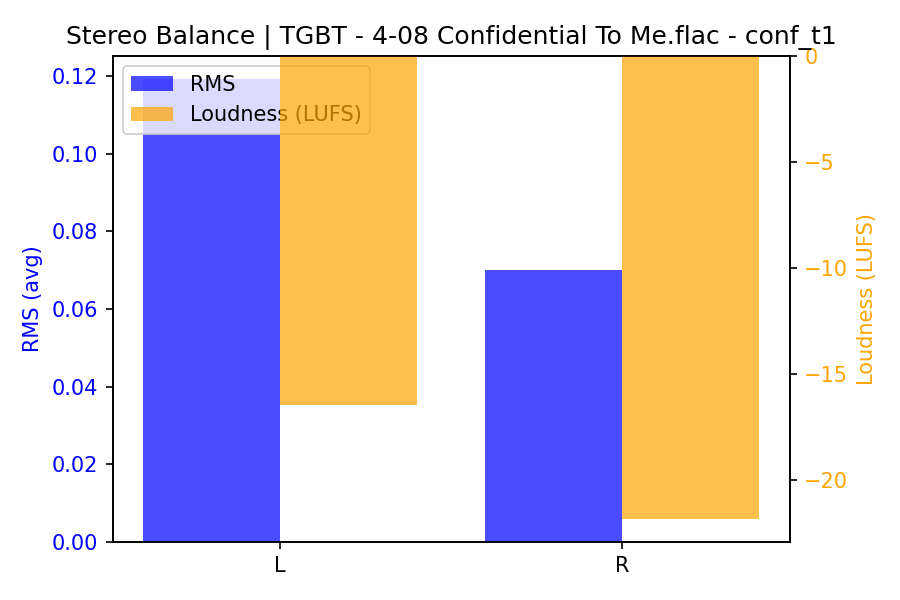 Stereo Balance | TGBT - 4-08 Confidential To Me.flac - conf_t1
RMS
Loudness (LUFS)
RMS (avg)
0.12
0.10
0.08
0.06
0.04
0.02
0.00
L
R
0
−5
−10
−15
−20
Loudness (LUFS)